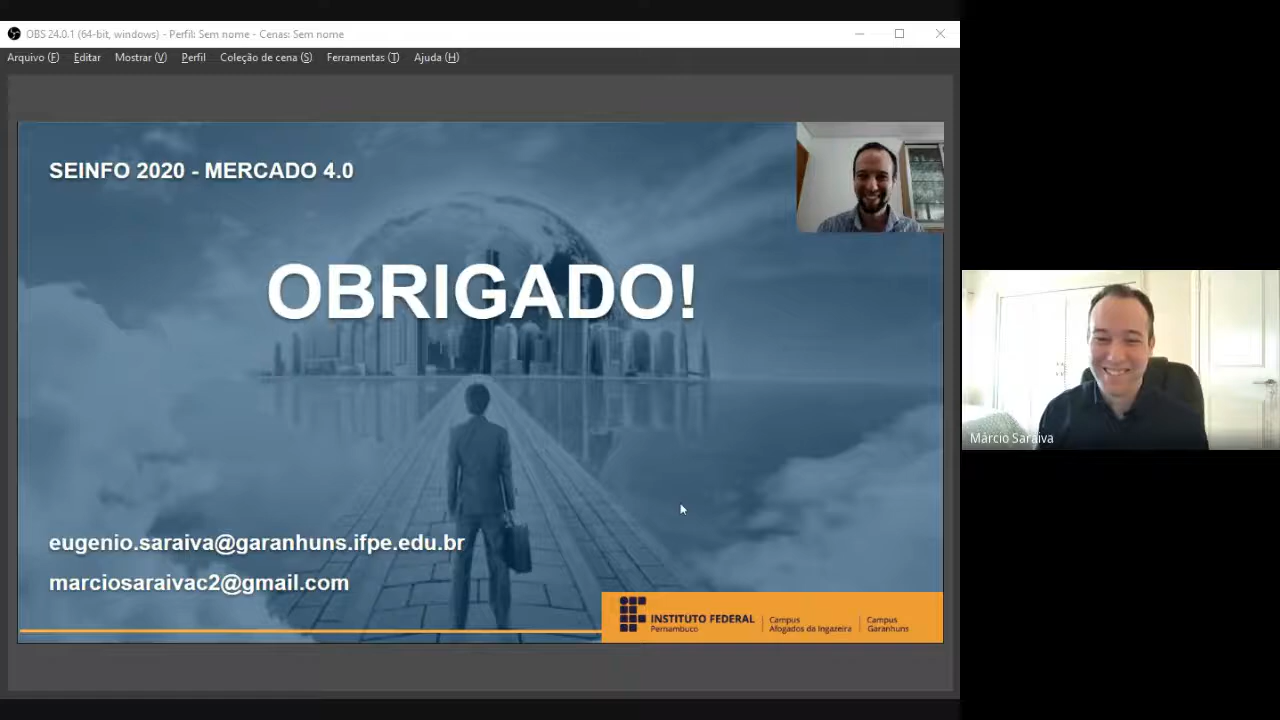 OBS 24.0.1 (64-bit, windows) - Perfil: Sem nome - Cenas: Sem nome
Arquivo (F) Editar Mostrar (V) Perfil Coleção de cena (S) Ferramentas (T) Ajuda (H)
SEINFO 2020 - MERCADO 4.0
OBRIGADO!
Márcio Saraiva
eugenio.saraiva@garanhuns.ifpe.edu.br
marciosaraivac2@gmail.com
INSTITUTO FEDERAL
Pernambuco
Campus
Afogados da Ingazeira
Campus
Garanhuns